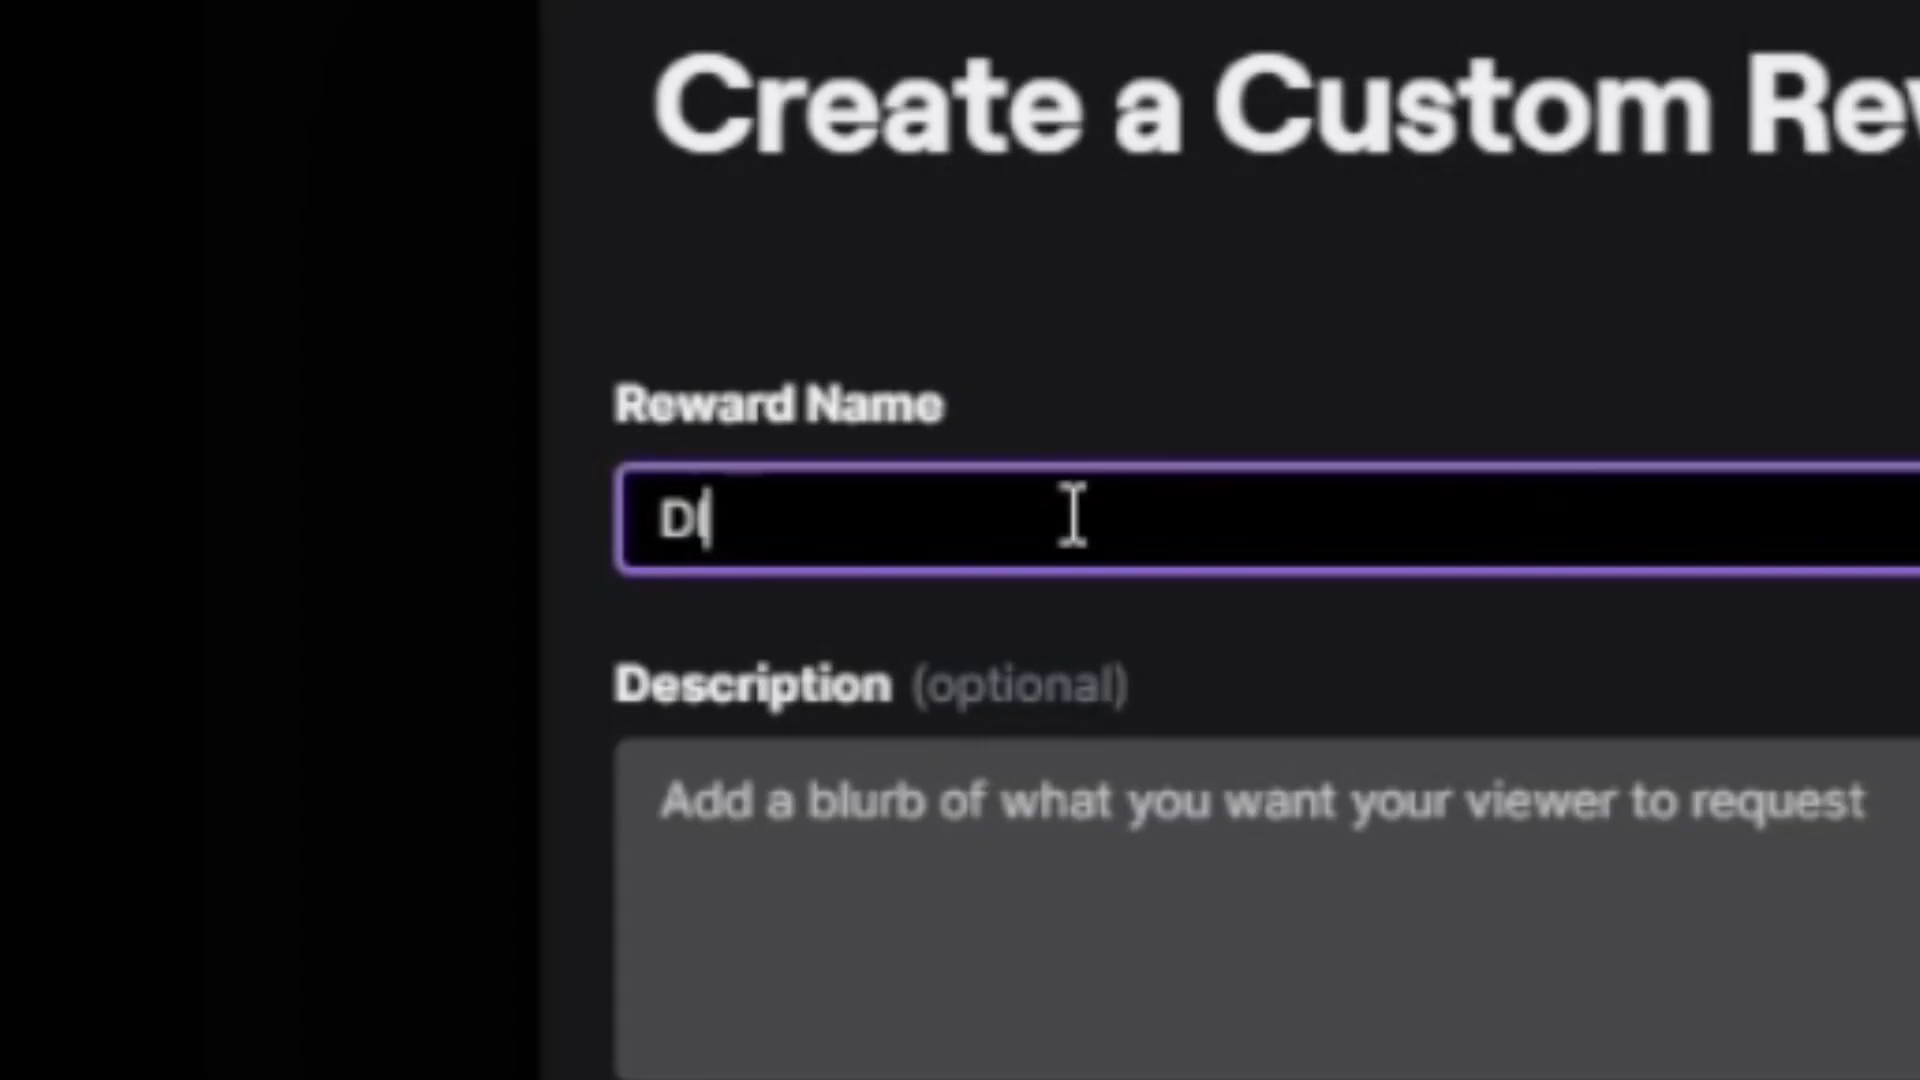 Create a Custom Rev
Reward Name
D
Description (optional)
Add a blurb of what you want your viewer to request